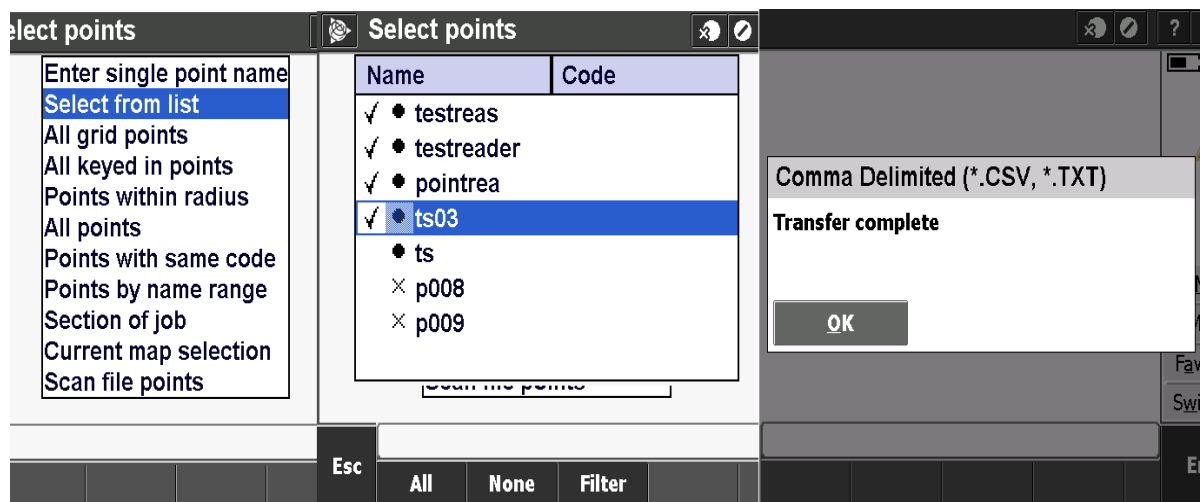 elect points
Enter single point name
Select from list
All grid points
All keyed in points
Points within radius
All points
Points with same code
Points by name range
Section of job
Current map selection
Scan file points
Select points
Name Code
testreas
testreader
pointrea
ts03
ts
p008
p009
Scan file points
Esc
All None Filter
?
Comma Delimited (*.CSV, *.TXT)
Transfer complete
OK
Fav
Swi